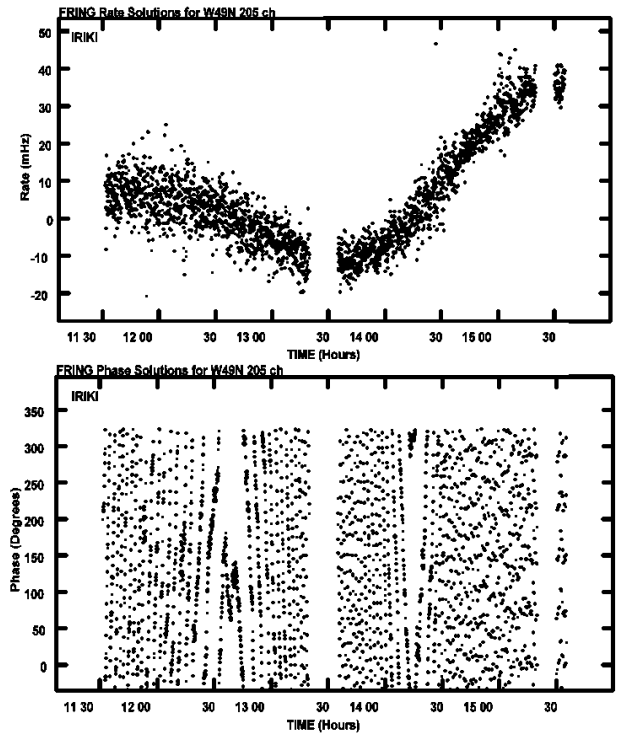 FRING Rate Solutions for W49N 205 ch
IRIKI
50
40
30
20
10
0
-10
-20
Rate (mHz)
11 30 12 00 30 13 00 30 14 00 30 15 00 30
TIME (Hours)
FRING Phase Solutions for W49N 205 ch
IRIKI
350
300
250
200
150
100
50
0
Phase (Degrees)
11 30 12 00 30 13 00 30 14 00 30 15 00 30
TIME (Hours)